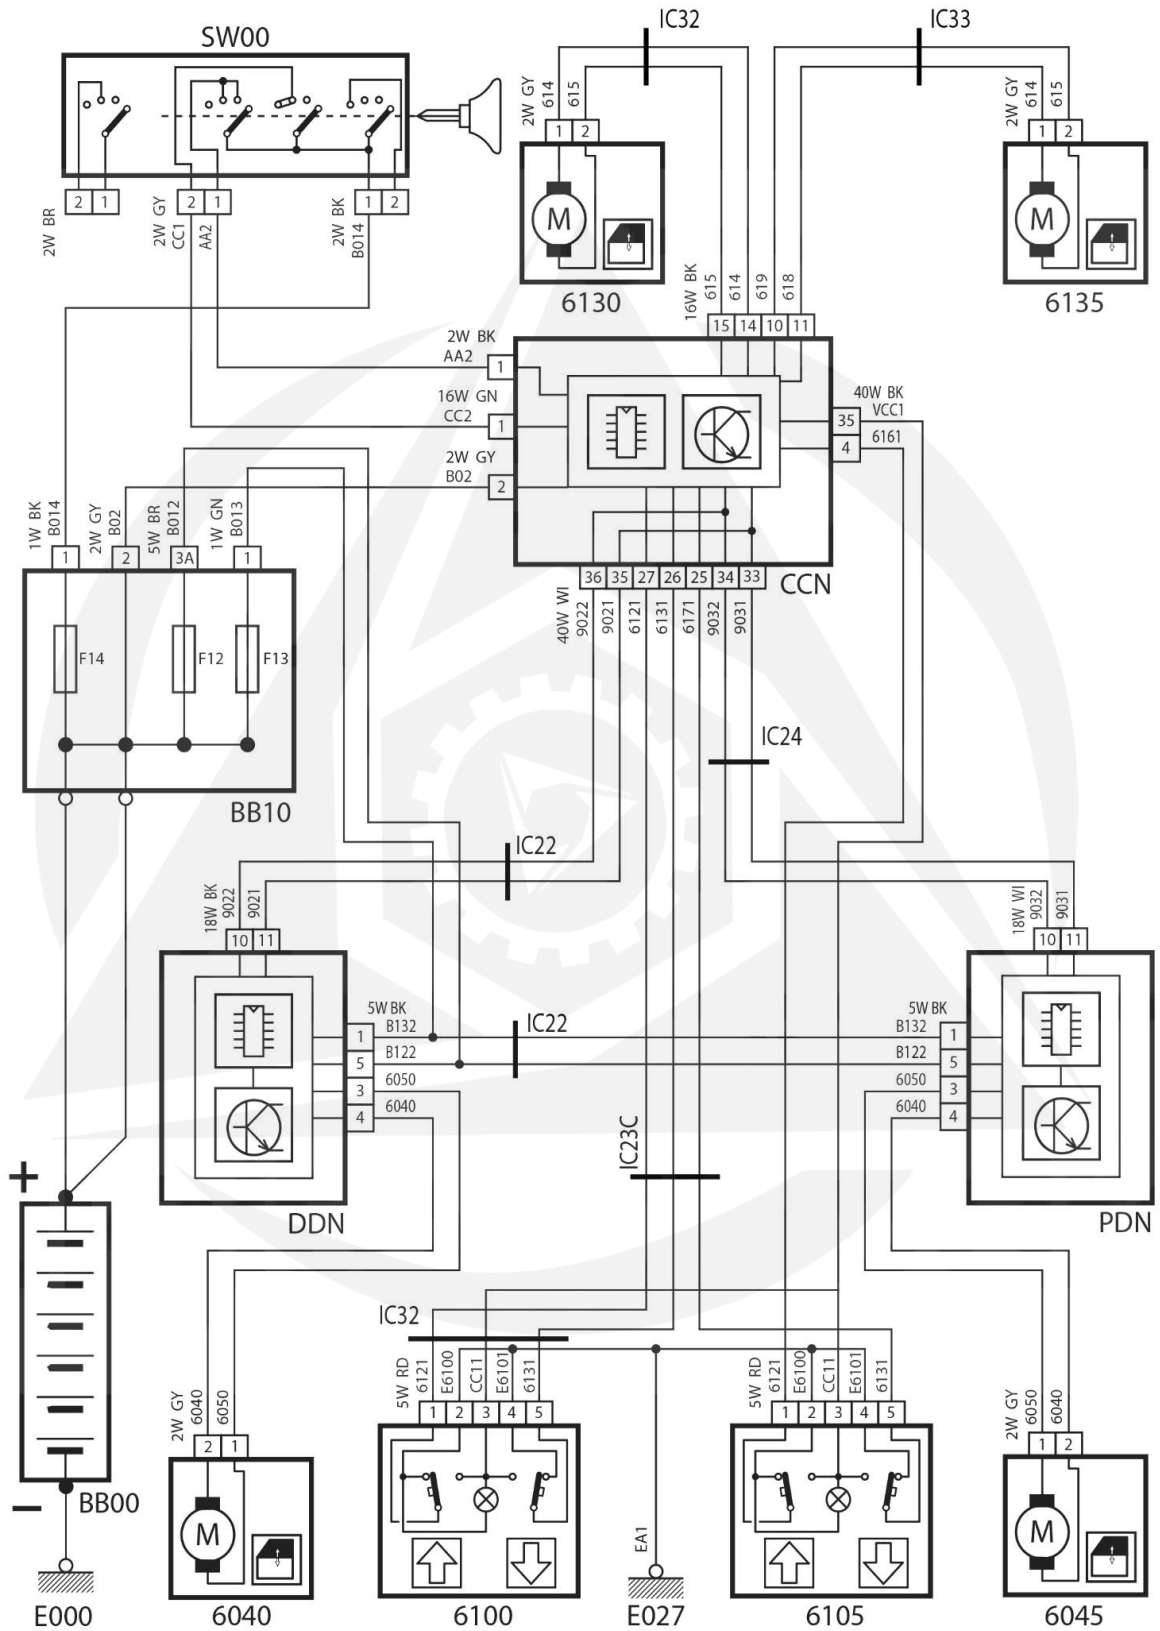 SW00
2
1
2
1
1
2
2W BR
2W GY
CC1
AA2
2W BK
B014
IC32
IC33
2W GY
614
615
1
2
M
6130
2W GY
614
615
1
2
M
6135
16W BK
615
614
619
618
15
14
10
11
2W BK
AA2
1
16W GN
CC2
1
2W GY
B02
2
40W BK
VCC1
35
6161
4
36
35
27
26
25
34
33
CCN
40W WI
9022
9021
6121
6131
6171
9032
9031
1W BK
B014
2W GY
B02
5W BR
B012
1W GN
B013
1
2
3A
1
F14
F12
F13
BB10
IC24
IC22
18W BK
9022
9021
10
11
18W WI
9032
9031
10
11
5W BK
B132
1
B122
5
6050
3
6040
4
DDN
IC22
5W BK
B132
1
B122
5
6050
3
6040
4
PDN
IC23C
+
−
BB00
E000
2W GY
6040
6050
2
1
M
6040
IC32
5W RD
6121
E6100
CC11
E6101
6131
1
2
3
4
5
6100
EA1
E027
5W RD
6121
E6100
CC11
E6101
6131
1
2
3
4
5
6105
2W GY
6050
6040
1
2
M
6045